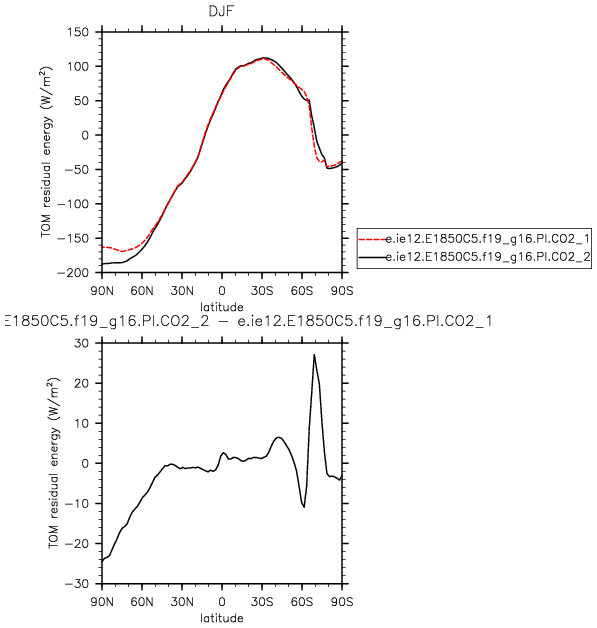 DJF
TOM residual energy (W/m²)
150
100
50
0
−50
−100
−150
−200
90N 60N 30N 0 30S 60S 90S
latitude
e.ie12.E1850C5.f19_g16.PI.CO2_1
e.ie12.E1850C5.f19_g16.PI.CO2_2
E1850C5.f19_g16.PI.CO2_2 − e.ie12.E1850C5.f19_g16.PI.CO2_1
TOM residual energy (W/m²)
30
20
10
0
−10
−20
−30
90N 60N 30N 0 30S 60S 90S
latitude